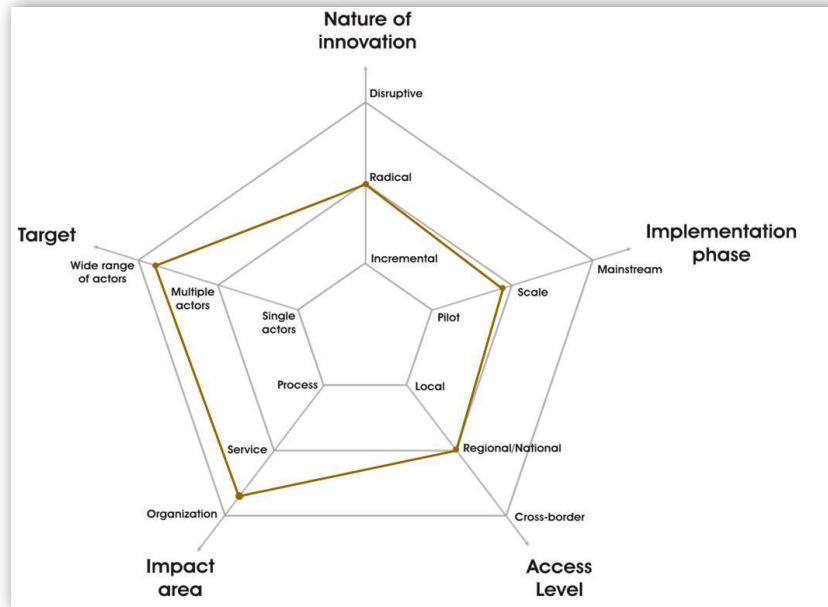 Nature of
innovation
Disruptive
Radical
Incremental
Target
Wide range
of actors
Multiple
actors
Single
actors
Implementation
phase
Mainstream
Scale
Pilot
Process
Local
Service
Regional/National
Organization
Cross-border
Impact
area
Access
Level